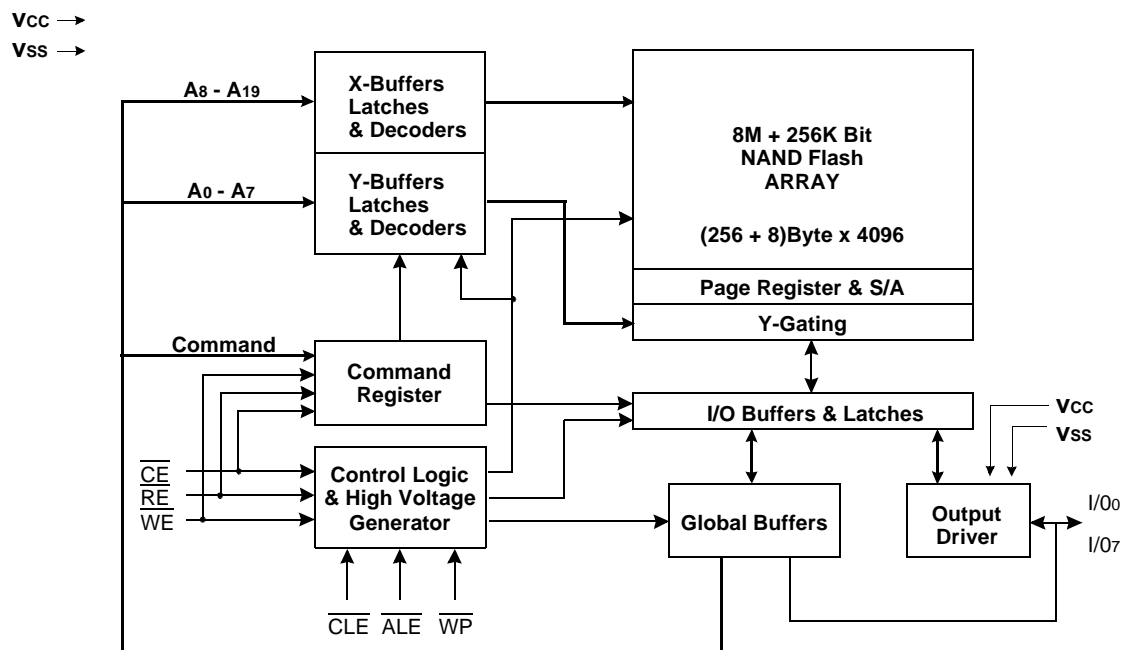 VCC
VSS
A8 - A19
X-Buffers
Latches
& Decoders
A0 - A7
Y-Buffers
Latches
& Decoders
8M + 256K Bit
NAND Flash
ARRAY
(256 + 8)Byte x 4096
Page Register & S/A
Y-Gating
Command
Command
Register
I/O Buffers & Latches
VCC
VSS
CE
RE
WE
Control Logic
& High Voltage
Generator
Global Buffers
Output
Driver
I/00
I/07
CLE
ALE
WP